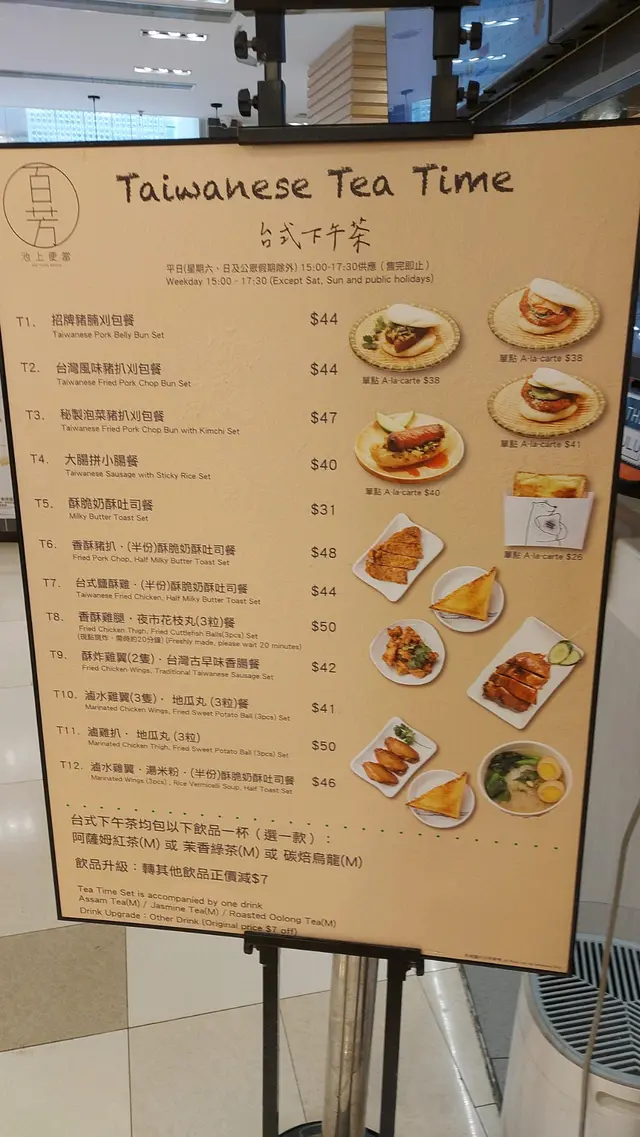 百芳
池上便當
Taiwanese Tea Time
台式下午茶
平日(星期六、日及公眾假期除外) 15:00-17:30供應 (售完即止)
Weekday 15:00 - 17:30 (Except Sat, Sun and public holidays)
T1. 招牌豬腩刈包餐 $44
Taiwanese Pork Belly Bun Set
T2. 台灣風味豬扒刈包餐 $44
Taiwanese Fried Pork Chop Bun Set
T3. 秘製泡菜豬扒刈包餐 $47
Taiwanese Fried Pork Chop Bun with Kimchi Set
T4. 大腸拼小腸餐 $40
Taiwanese Sausage with Sticky Rice Set
T5. 酥脆奶酥吐司餐 $31
Milky Butter Toast Set
T6. 香酥豬扒．(半份)酥脆奶酥吐司餐 $48
Fried Pork Chop, Half Milky Butter Toast Set
T7. 台式鹽酥雞．(半份)酥脆奶酥吐司餐 $44
Taiwanese Fried Chicken, Half Milky Butter Toast Set
T8. 香酥雞腿．夜市花枝丸(3粒)餐 $50
Fried Chicken Thigh, Fried Cuttlefish Balls(3pcs) Set
(現點現炸，需時約20分鐘) (Freshly made, please wait 20 minutes)
T9. 酥炸雞翼(2隻)．台灣古早味香腸餐 $42
Fried Chicken Wings, Traditional Taiwanese Sausage Set
T10. 滷水雞翼(3隻)． 地瓜丸 (3粒)餐 $41
Marinated Chicken Wings, Fried Sweet Potato Ball (3pcs) Set
T11. 滷雞扒． 地瓜丸 (3粒) $50
Marinated Chicken Thigh, Fried Sweet Potato Ball (3pcs) Set
T12. 滷水雞翼．湯米粉．(半份)酥脆奶酥吐司餐 $46
Marinated Wings (3pcs) , Rice Vermicelli Soup, Half Toast Set
單點 A-la-carte $38
單點 A-la-carte $38
單點 A-la-carte $41
單點 A-la-carte $40
單點 A-la-carte $26
台式下午茶均包以下飲品一杯 (選一款) :
阿薩姆紅茶(M) 或 茉香綠茶(M) 或 碳焙烏龍(M)
飲品升級：轉其他飲品正價減$7
Tea Time Set is accompanied by one drink
Assam Tea(M) / Jasmine Tea(M) / Roasted Oolong Tea(M)
Drink Upgrade : Other Drink (Original price $7 off)